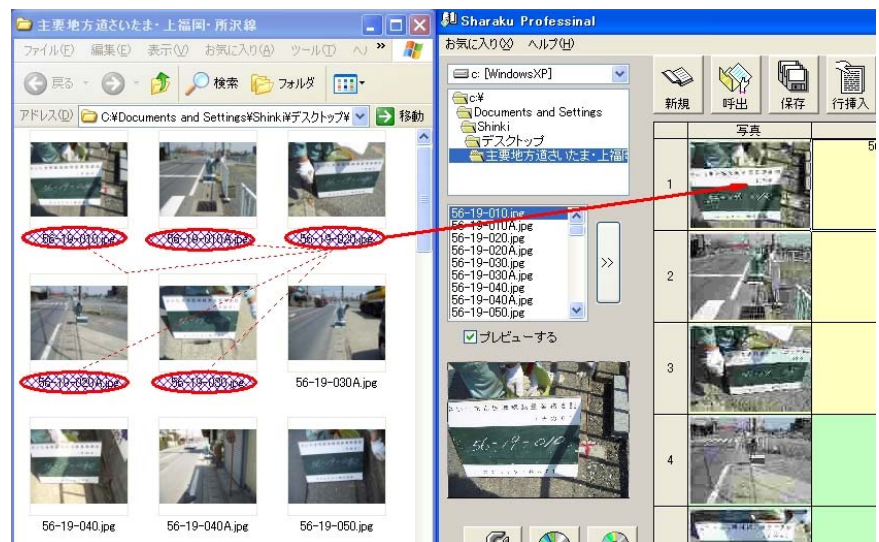 主要地方道さいたま・上福岡・所沢線
ファイル(F) 編集(E) 表示(V) お気に入り(A) ツール(T) ヘ/ »
戻る 検索 フォルダ
アドレス(D) C:¥Documents and Settings¥Shinki¥デスクトップ¥ 移動
56-19-010.jpg 56-19-010A.jpg 56-19-020.jpg
56-19-020A.jpg 56-19-030.jpg 56-19-030A.jpg
56-19-040.jpg 56-19-040A.jpg 56-19-050.jpg
Sharaku Professinal
お気に入り(X) ヘルプ(H)
c: [WindowsXP]
c:¥
Documents and Settings
Shinki
デスクトップ
主要地方道さいたま・上福岡
56-19-010.jpg
56-19-010A.jpg
56-19-020.jpg
56-19-020A.jpg
56-19-030.jpg
56-19-030A.jpg
56-19-040.jpg
56-19-040A.jpg
56-19-050.jpg
>>
プレビューする
56-19-010
新規 呼出 保存 行挿入
写真
56
1
2
3
4